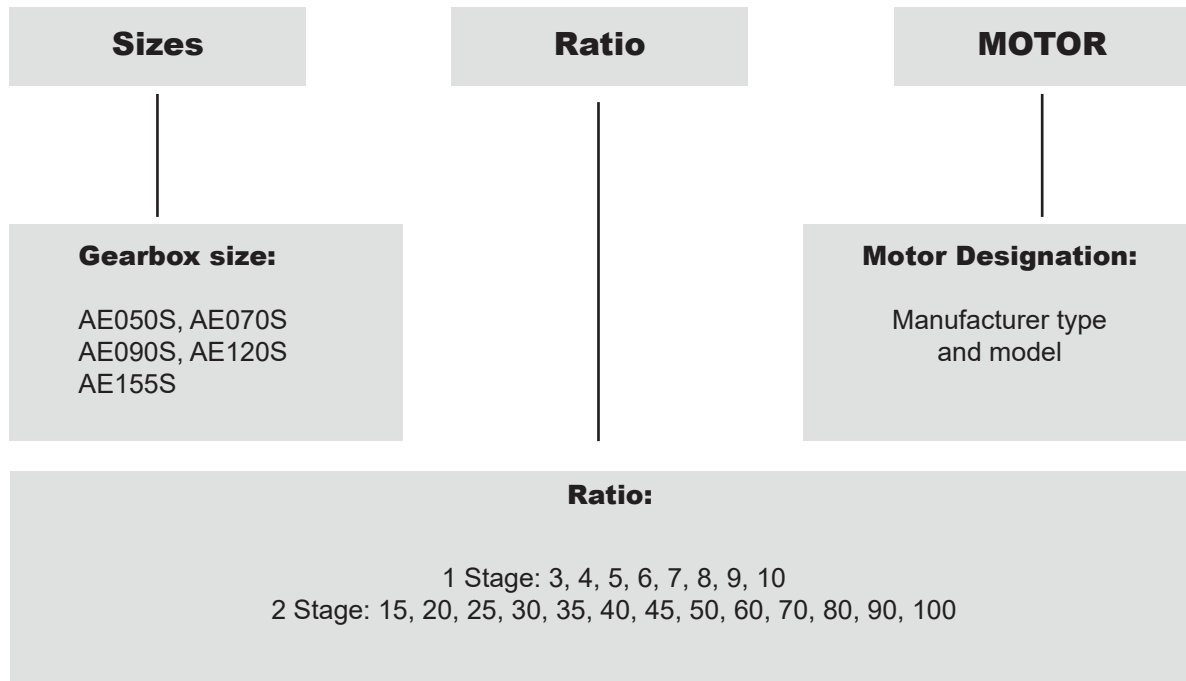 Sizes
Ratio
MOTOR
Gearbox size:
AE050S, AE070S
AE090S, AE120S
AE155S
Motor Designation:
Manufacturer type
and model
Ratio:
1 Stage: 3, 4, 5, 6, 7, 8, 9, 10
2 Stage: 15, 20, 25, 30, 35, 40, 45, 50, 60, 70, 80, 90, 100